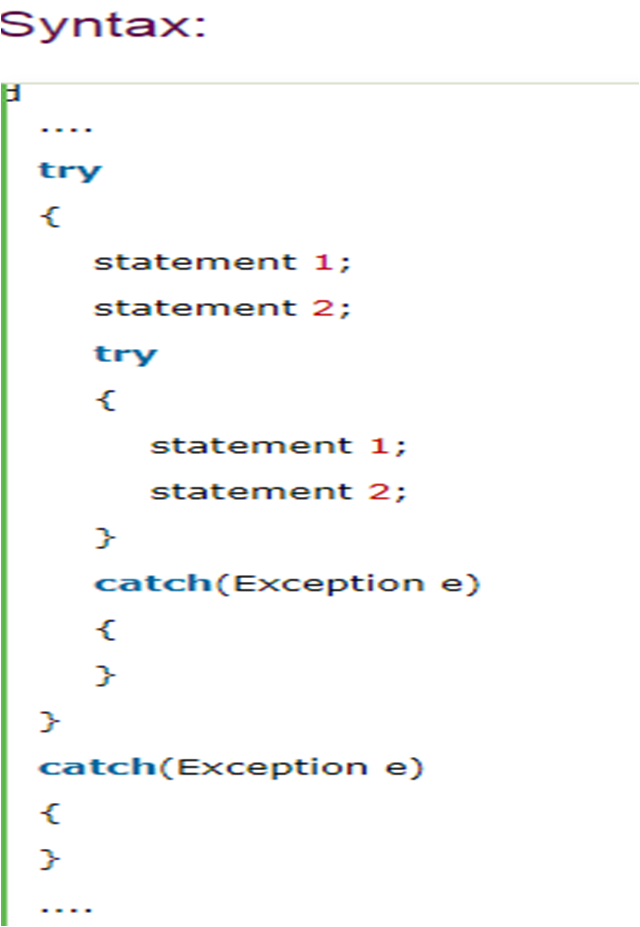 Syntax:
....
try
{
statement 1;
statement 2;
try
{
statement 1;
statement 2;
}
catch(Exception e)
{
}
}
catch(Exception e)
{
}
....